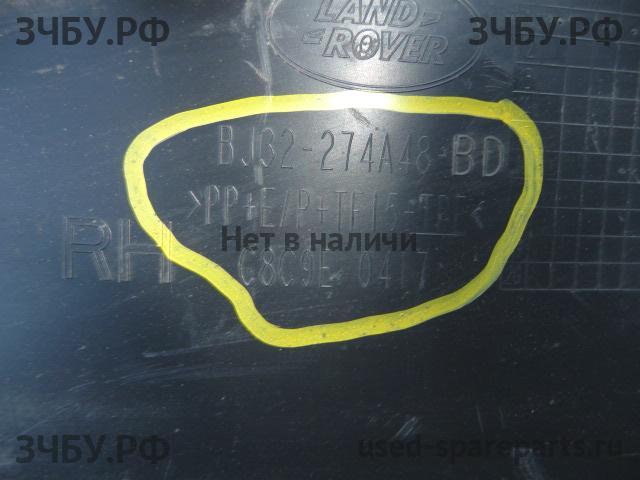 ЗЧБУ.РФ
LAND
ROVER
ЗЧБУ.РФ
BJ32-274A48-BD
>PP+E/P+TF15-TPE<
Нет в наличи
RH
C8C9E 0417
ЗЧБУ.РФ
used-spareparts.ru